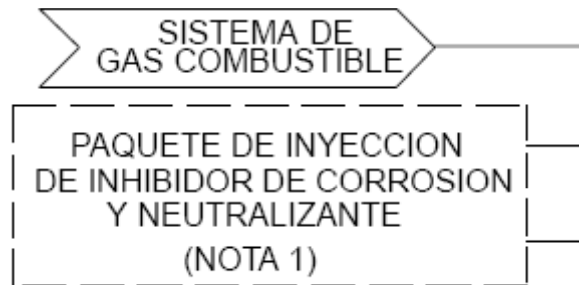 SISTEMA DE
GAS COMBUSTIBLE
PAQUETE DE INYECCION
DE INHIBIDOR DE CORROSION
Y NEUTRALIZANTE
(NOTA 1)